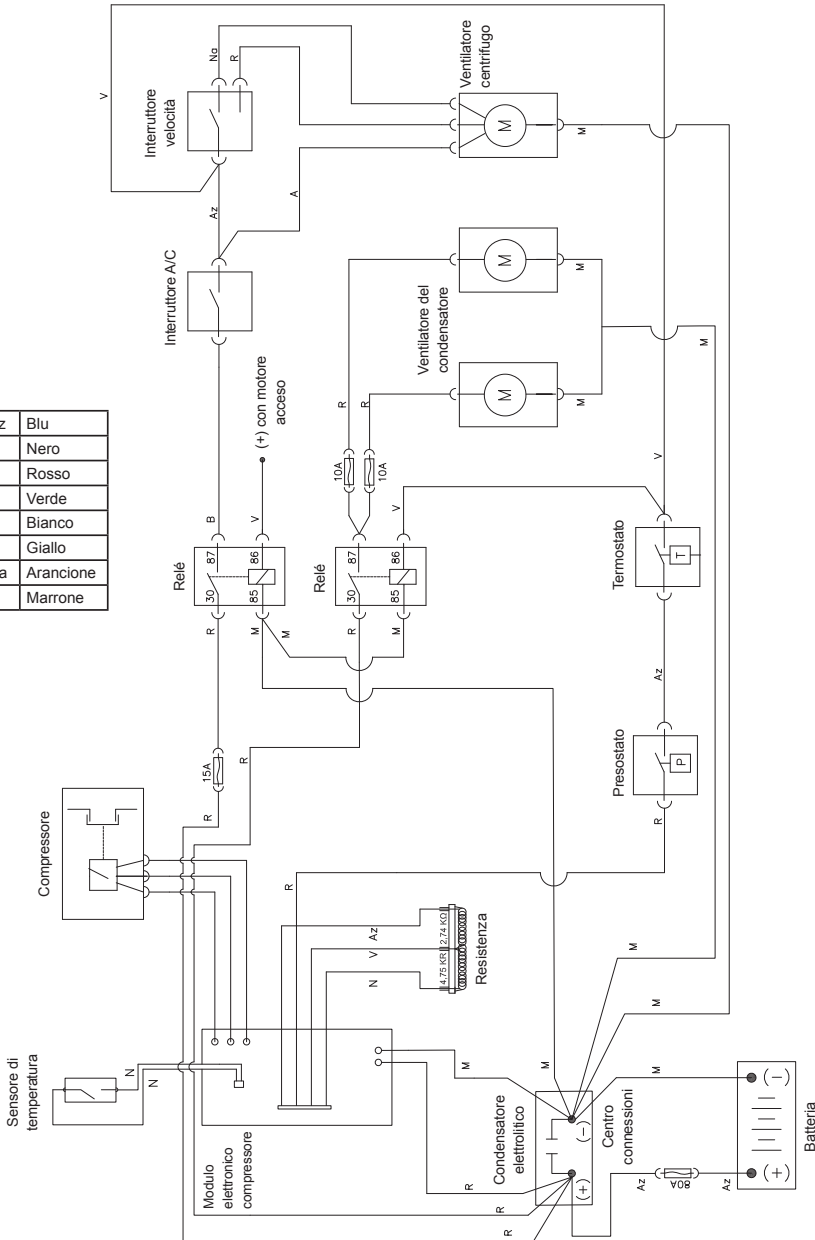 z Blu
Nero
Rosso
Verde
Bianco
Giallo
a Arancione
Marrone
V
Na
R
Interruttore
velocità
Az
A
Interruttore A/C
Ventilatore
centrifugo
M
M
Ventilatore del
condensatore
M
M
M
M
M
R
R
10A
10A
(+) con motore
acceso
B
V
Relé
87
86
30
85
R
M
M
Relé
87
86
30
85
V
R
M
15A
R
R
Compressore
V
Termostato
T
Az
Presostato
P
R
R
Az
V
N
4,75 KR
2,74 KΩ
Resistenza
Sensore di
temperatura
N
N
Modulo
elettronico
compressore
R
M
R
R
M
M
M
M
Condensatore
elettrolitico
(+)
(-)
Centro
connessioni
Az
80A
Az
(+)
(-)
Batteria